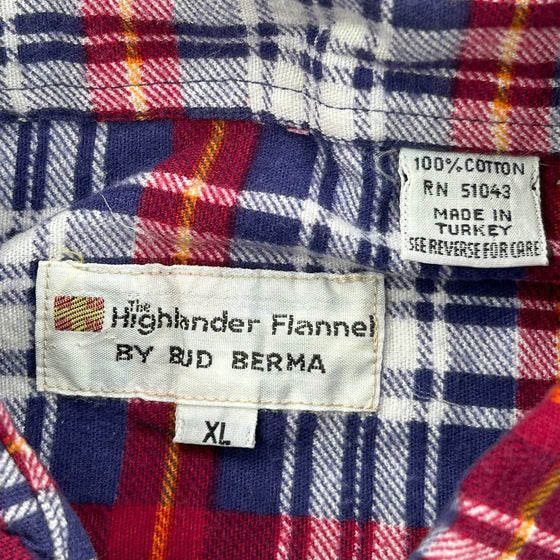 100% COTTON
RN 51043
MADE IN
TURKEY
SEE REVERSE FOR CARE
The
Highlander Flannel
BY BUD BERMA
XL